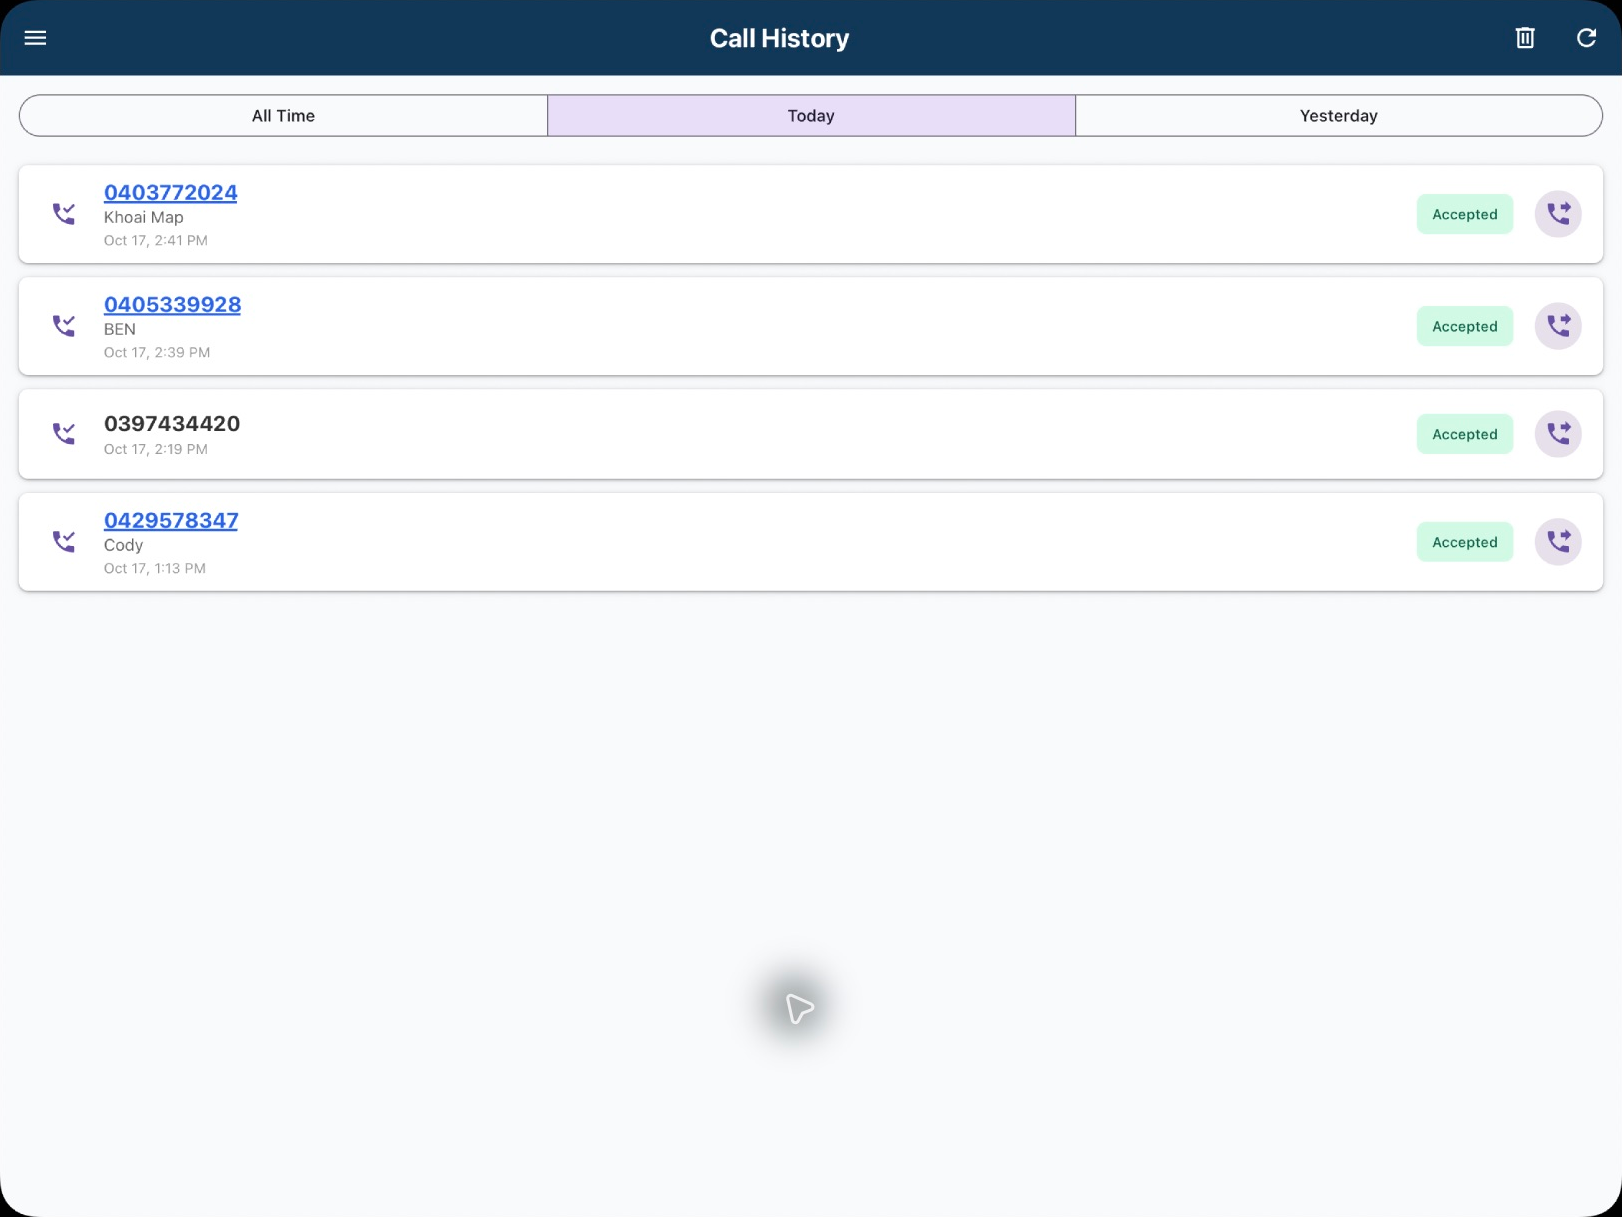 Call History
All Time
Today
Yesterday
0403772024
Khoai Map
Oct 17, 2:41 PM
Accepted
0405339928
BEN
Oct 17, 2:39 PM
Accepted
0397434420
Oct 17, 2:19 PM
Accepted
0429578347
Cody
Oct 17, 1:13 PM
Accepted